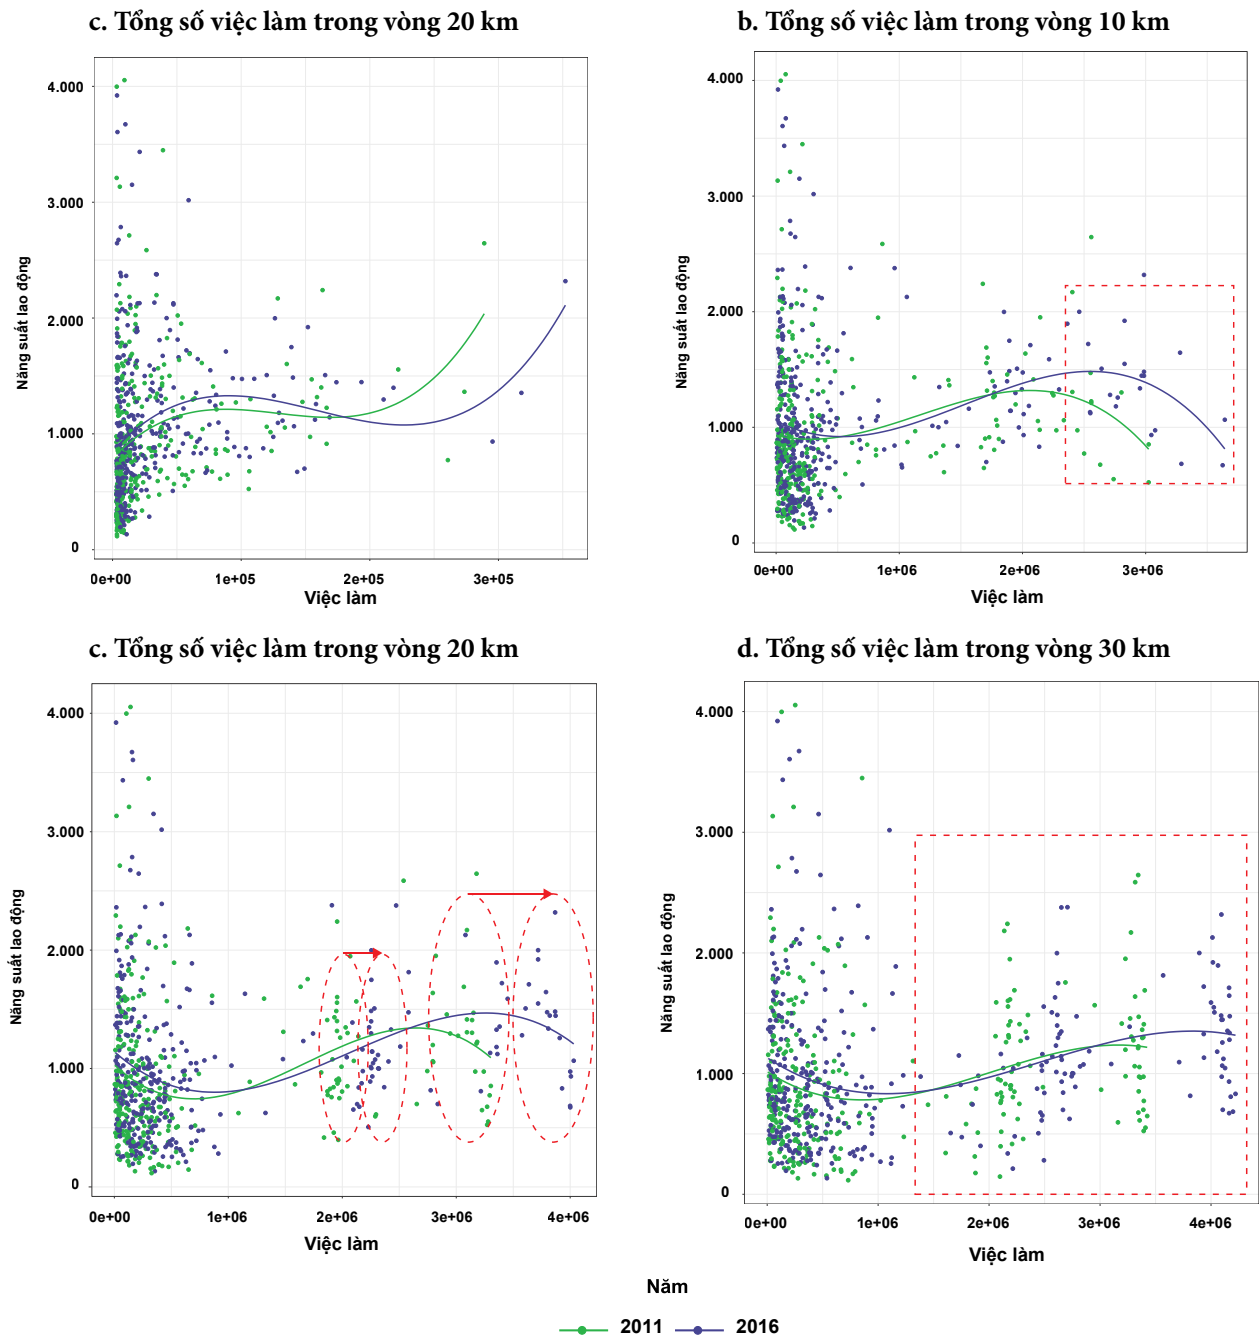 c. Tổng số việc làm trong vòng 20 km
4.000
3.000
2.000
1.000
0
Năng suất lao động
0e+00 1e+05 2e+05 3e+05
Việc làm
b. Tổng số việc làm trong vòng 10 km
4.000
3.000
2.000
1.000
0
Năng suất lao động
0e+00 1e+06 2e+06 3e+06
Việc làm
c. Tổng số việc làm trong vòng 20 km
4.000
3.000
2.000
1.000
0
Năng suất lao động
0e+00 1e+06 2e+06 3e+06 4e+06
Việc làm
d. Tổng số việc làm trong vòng 30 km
4.000
3.000
2.000
1.000
0
Năng suất lao động
0e+00 1e+06 2e+06 3e+06 4e+06
Việc làm
Năm
2011 2016